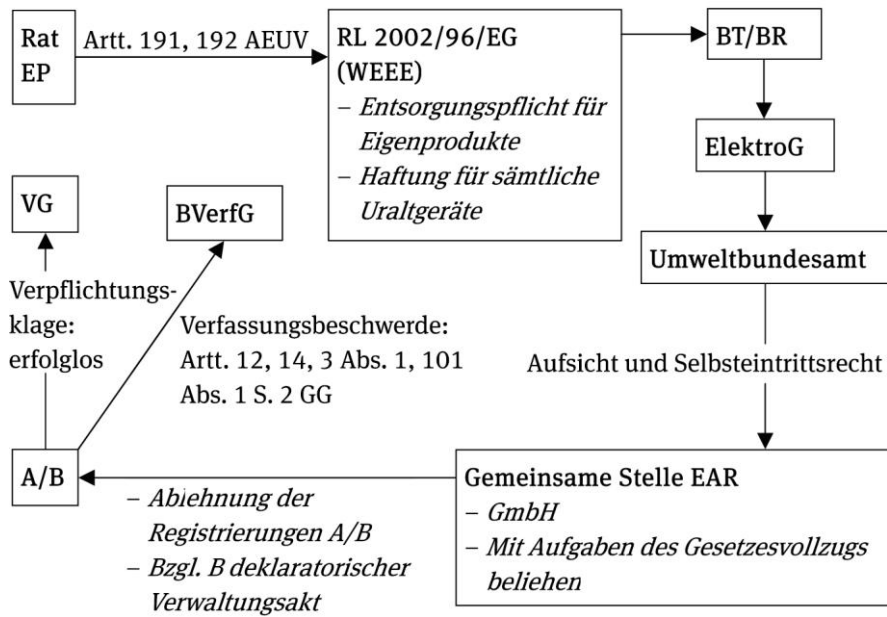 Rat
EP
Artt. 191, 192 AEUV
RL 2002/96/EG
(WEEE)
– Entsorgungspflicht für
Eigenprodukte
– Haftung für sämtliche
Uraltgeräte
BT/BR
ElektroG
Umweltbundesamt
VG
BVerfG
Verpflichtungs-
klage:
erfolglos
Verfassungsbeschwerde:
Artt. 12, 14, 3 Abs. 1, 101
Abs. 1 S. 2 GG
Aufsicht und Selbsteintrittsrecht
A/B
– Ablehnung der
Registrierungen A/B
– Bzgl. B deklaratorischer
Verwaltungsakt
Gemeinsame Stelle EAR
– GmbH
– Mit Aufgaben des Gesetzesvollzugs
beliehen